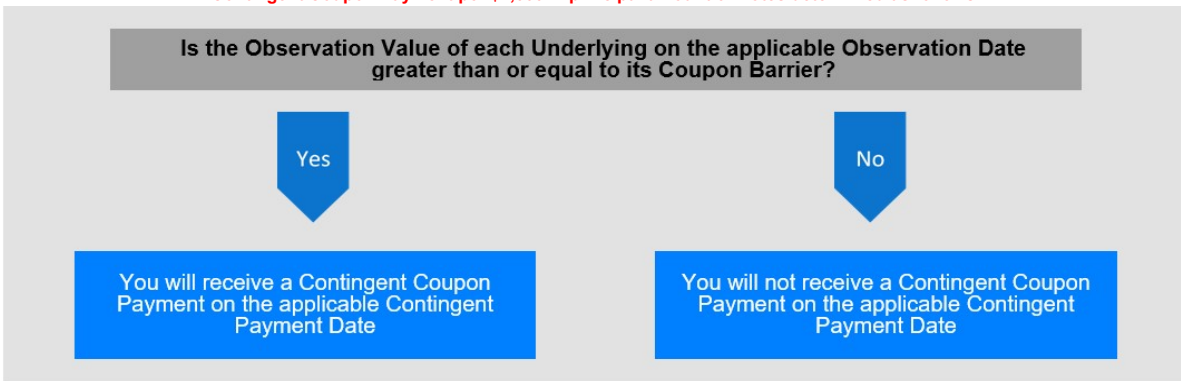 Is the Observation Value of each Underlying on the applicable Observation Date
greater than or equal to its Coupon Barrier?
Yes
No
You will receive a Contingent Coupon
Payment on the applicable Contingent
Payment Date
You will not receive a Contingent Coupon
Payment on the applicable Contingent
Payment Date